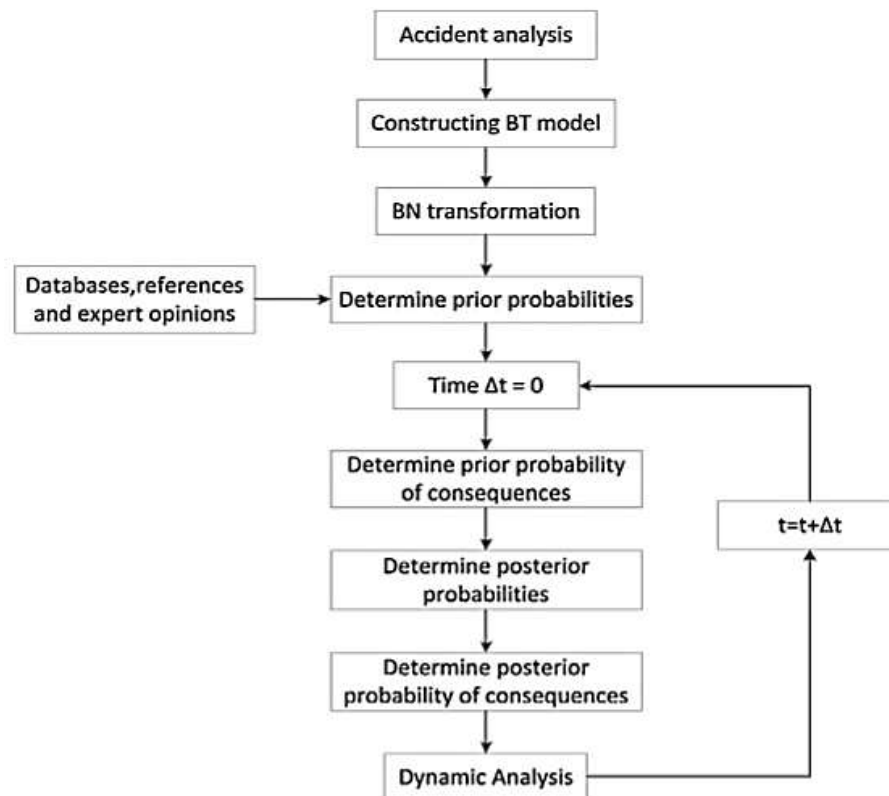 Accident analysis
Constructing BT model
BN transformation
Databases,references
and expert opinions
Determine prior probabilities
Time Δt = 0
Determine prior probability
of consequences
t=t+Δt
Determine posterior
probabilities
Determine posterior
probability of consequences
Dynamic Analysis